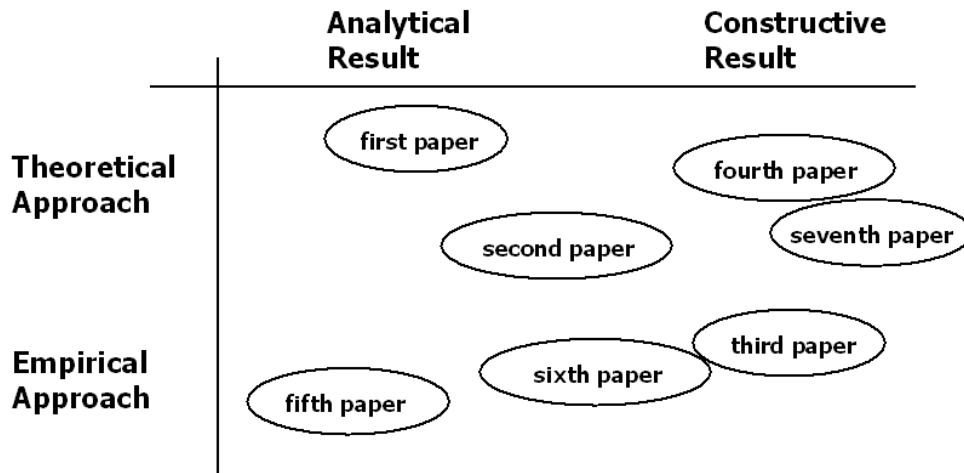 Analytical
Result
Constructive
Result
Theoretical
Approach
first paper
fourth paper
second paper
seventh paper
Empirical
Approach
third paper
sixth paper
fifth paper